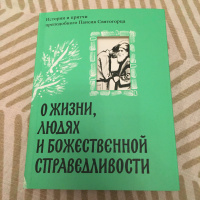 Истории и притчи
преподобного Паисия Святогорца
О ЖИЗНИ,
ЛЮДЯХ
И БОЖЕСТВЕННОЙ
СПРАВЕДЛИВОСТИ